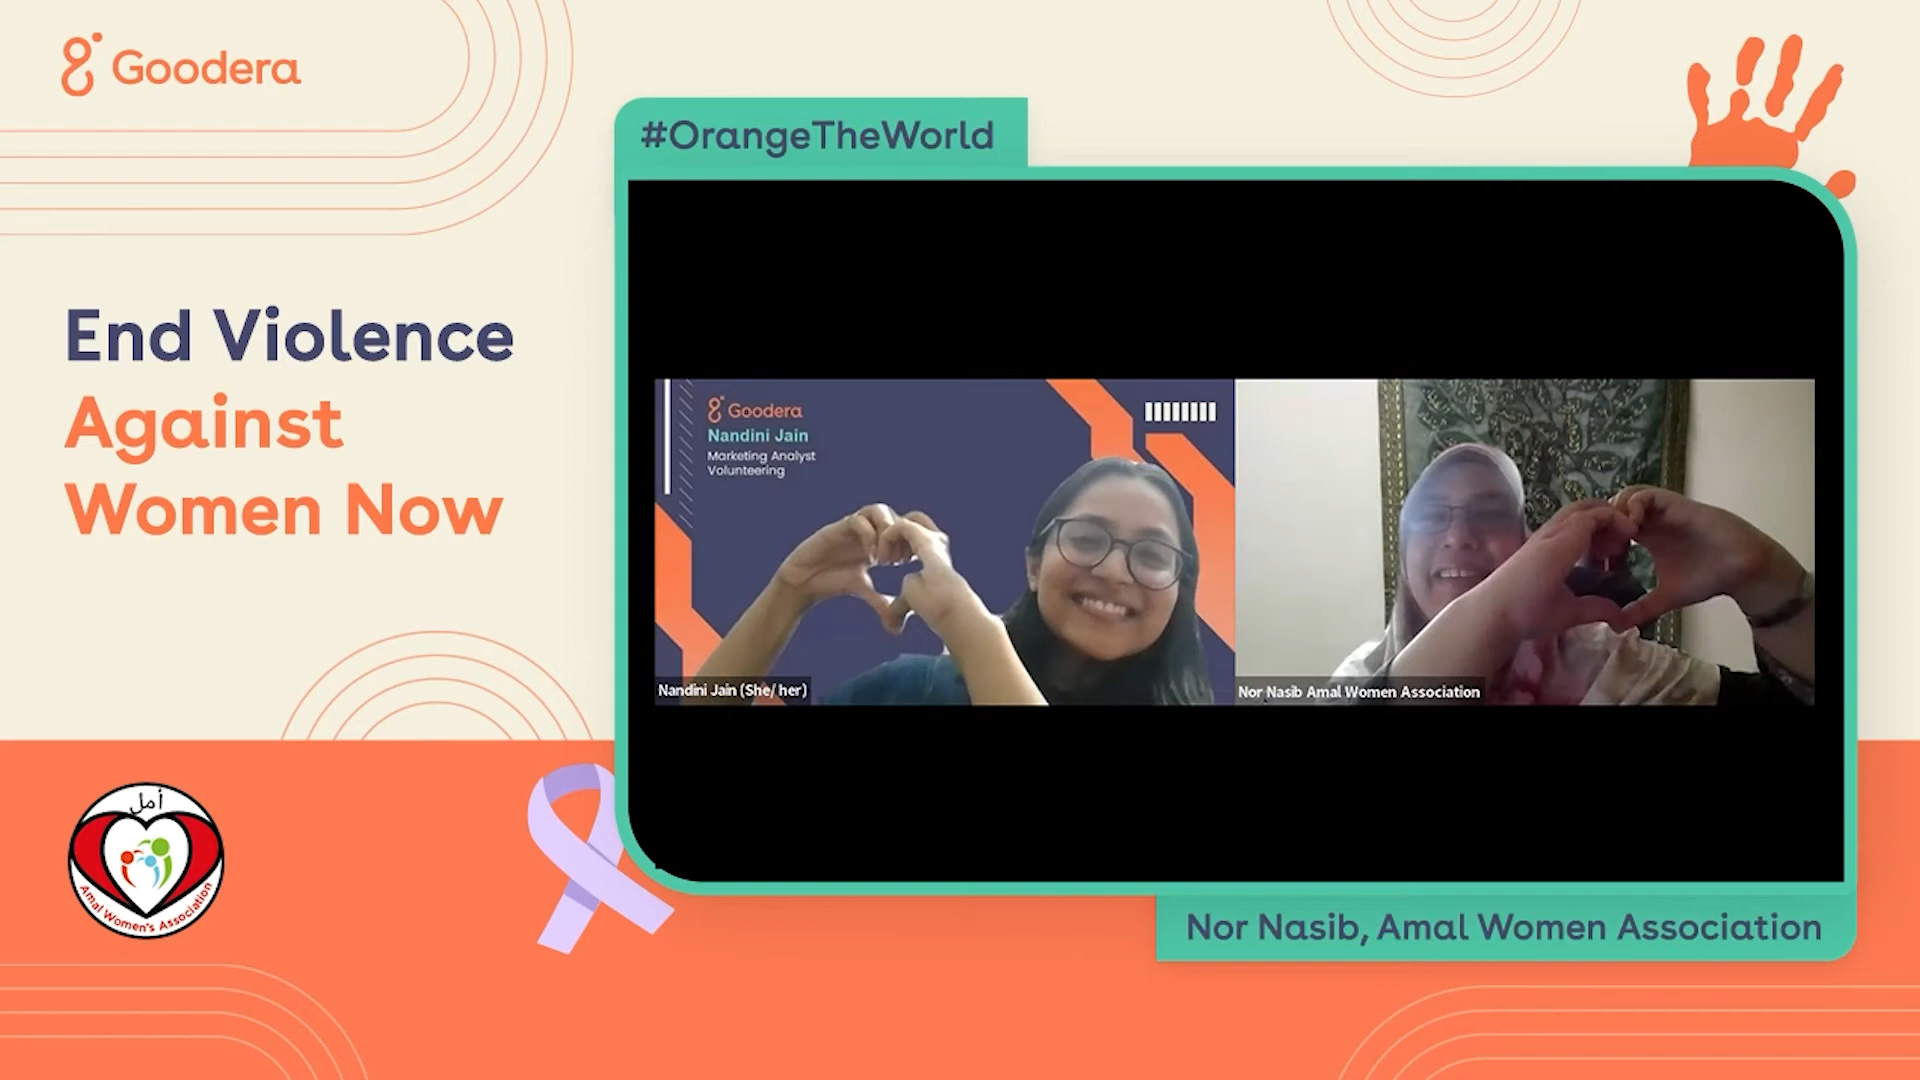 Goodera
#OrangeTheWorld
End Violence
Against
Women Now
Goodera
Nandini Jain
Marketing Analyst
Volunteering
Nandini Jain (She/ her)
Nor Nasib Amal Women Association
أمل
Amal Women's Association
Nor Nasib, Amal Women Association